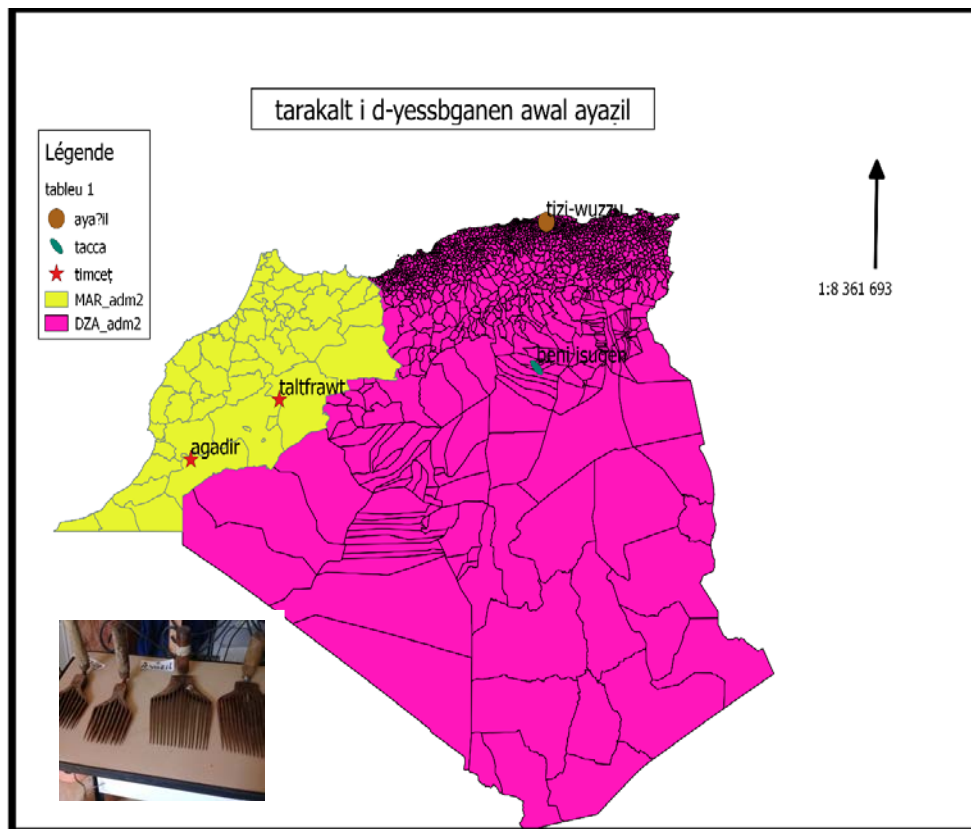 tarakalt i d-yessbganen awal ayaẓil
Légende
tableu 1
aya?il
tacca
timceṭ
MAR_adm2
DZA_adm2
1:8 361 693
tizi-wuzzu
beni isugen
taltfrawt
agadir